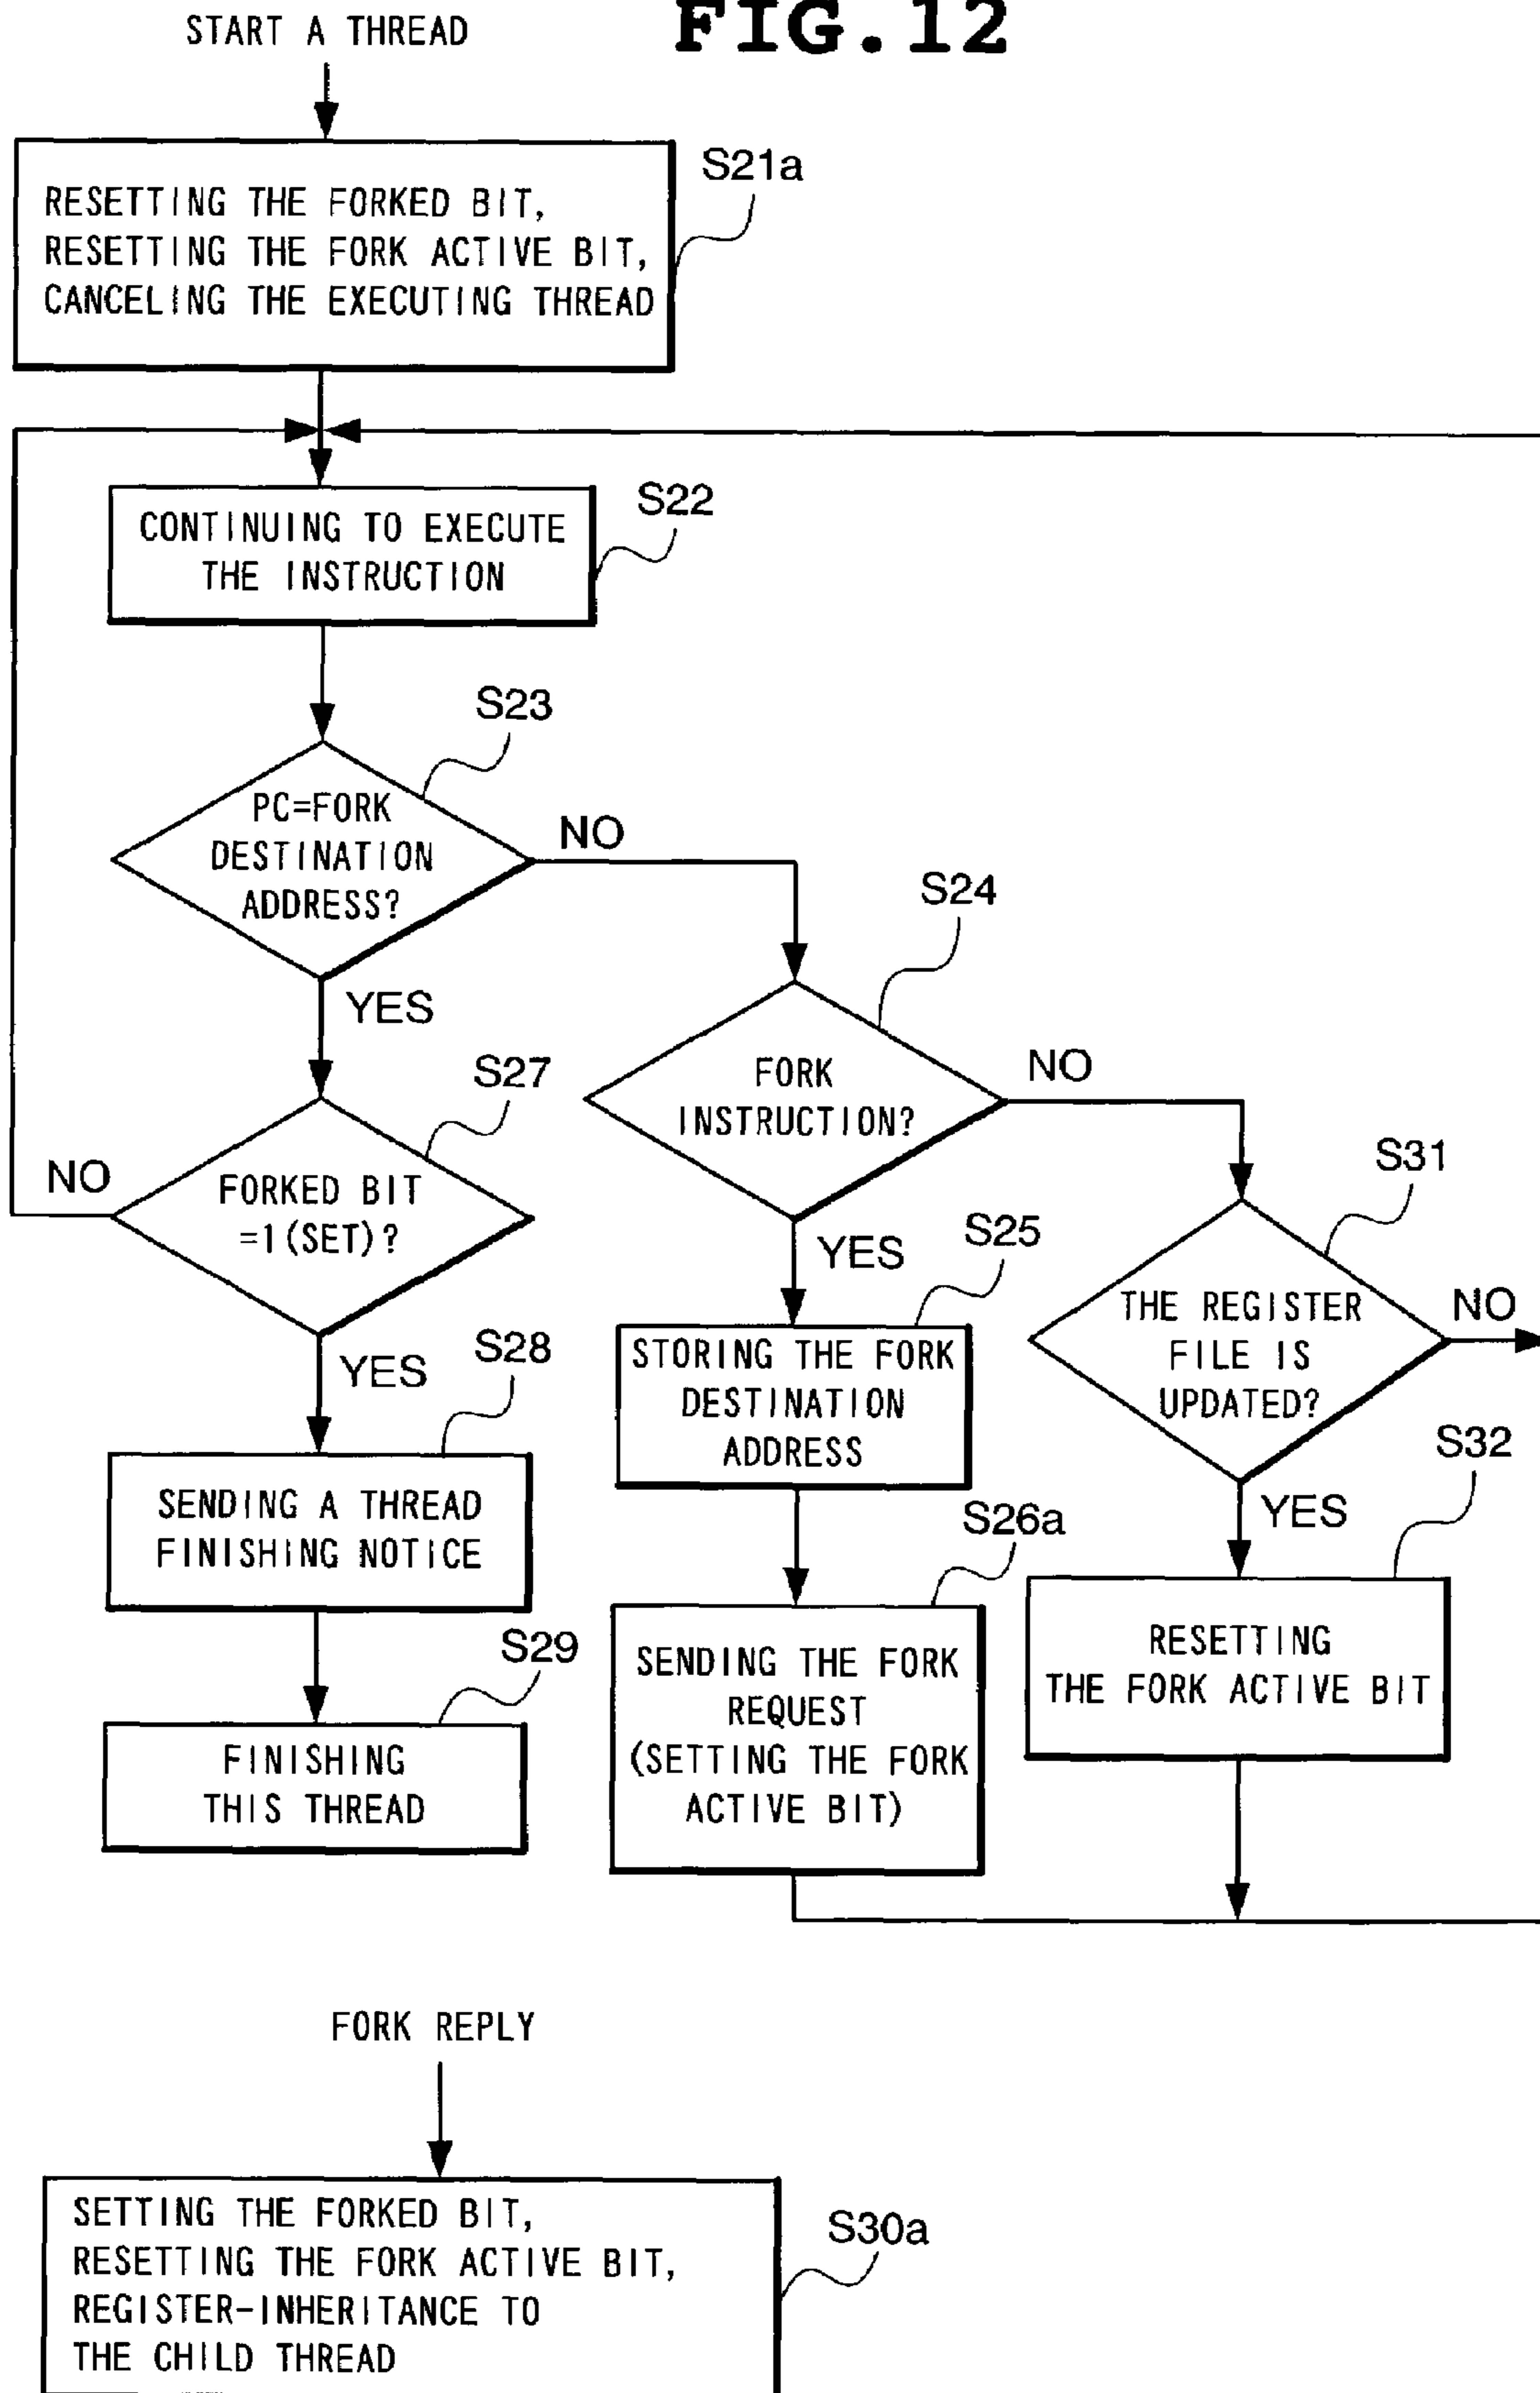 FIG.12
START A THREAD
S21a
RESETTING THE FORKED BIT,
RESETTING THE FORK ACTIVE BIT,
CANCELING THE EXECUTING THREAD
S22
CONTINUING TO EXECUTE
THE INSTRUCTION
S23
PC=FORK
DESTINATION
ADDRESS?
NO
YES
S24
FORK
INSTRUCTION?
NO
YES
S27
FORKED BIT
=1(SET)?
NO
YES
S31
THE REGISTER
FILE IS
UPDATED?
NO
YES
S25
STORING THE FORK
DESTINATION
ADDRESS
S28
SENDING A THREAD
FINISHING NOTICE
S32
RESETTING
THE FORK ACTIVE BIT
S26a
SENDING THE FORK
REQUEST
(SETTING THE FORK
ACTIVE BIT)
S29
FINISHING
THIS THREAD
FORK REPLY
S30a
SETTING THE FORKED BIT,
RESETTING THE FORK ACTIVE BIT,
REGISTER-INHERITANCE TO
THE CHILD THREAD